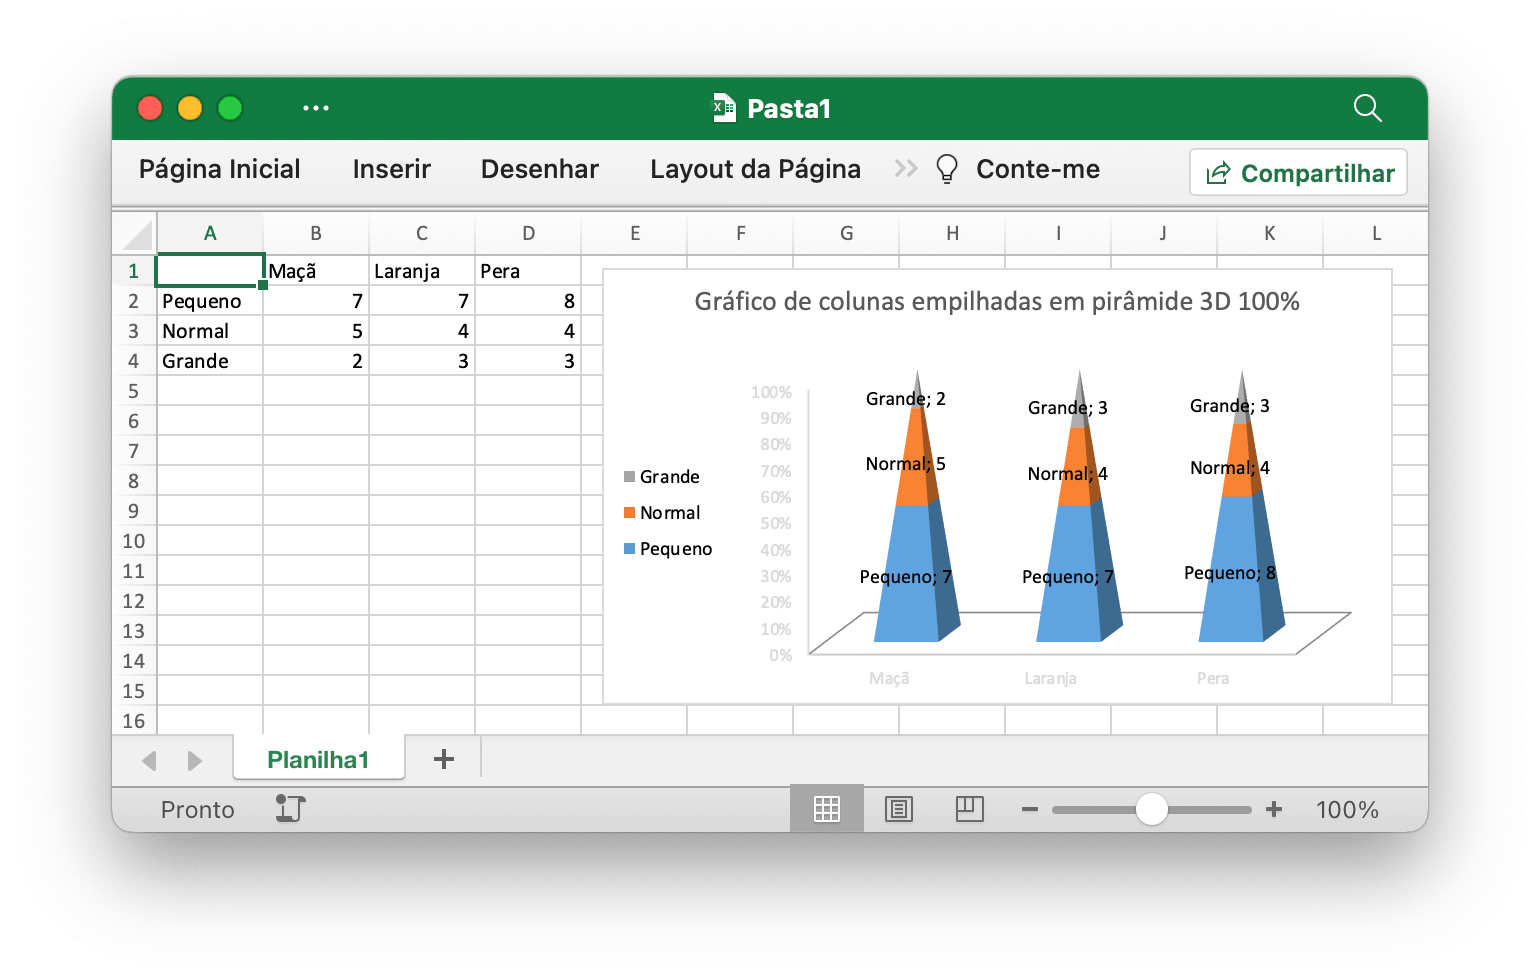 Pasta1
Página Inicial Inserir Desenhar Layout da Página Conte-me Compartilhar
A B C D E F G H I J K L
1 Maçã Laranja Pera
2 Pequeno 7 7 8
3 Normal 5 4 4
4 Grande 2 3 3
5
6
7
8
9
10
11
12
13
14
15
16
Gráfico de colunas empilhadas em pirâmide 3D 100%
Grande
Normal
Pequeno
100%
90%
80%
70%
60%
50%
40%
30%
20%
10%
0%
Grande; 2 Grande; 3 Grande; 3
Normal; 5 Normal; 4 Normal; 4
Pequeno; 7 Pequeno; 7 Pequeno; 8
Maçã Laranja Pera
Planilha1
Pronto 100%